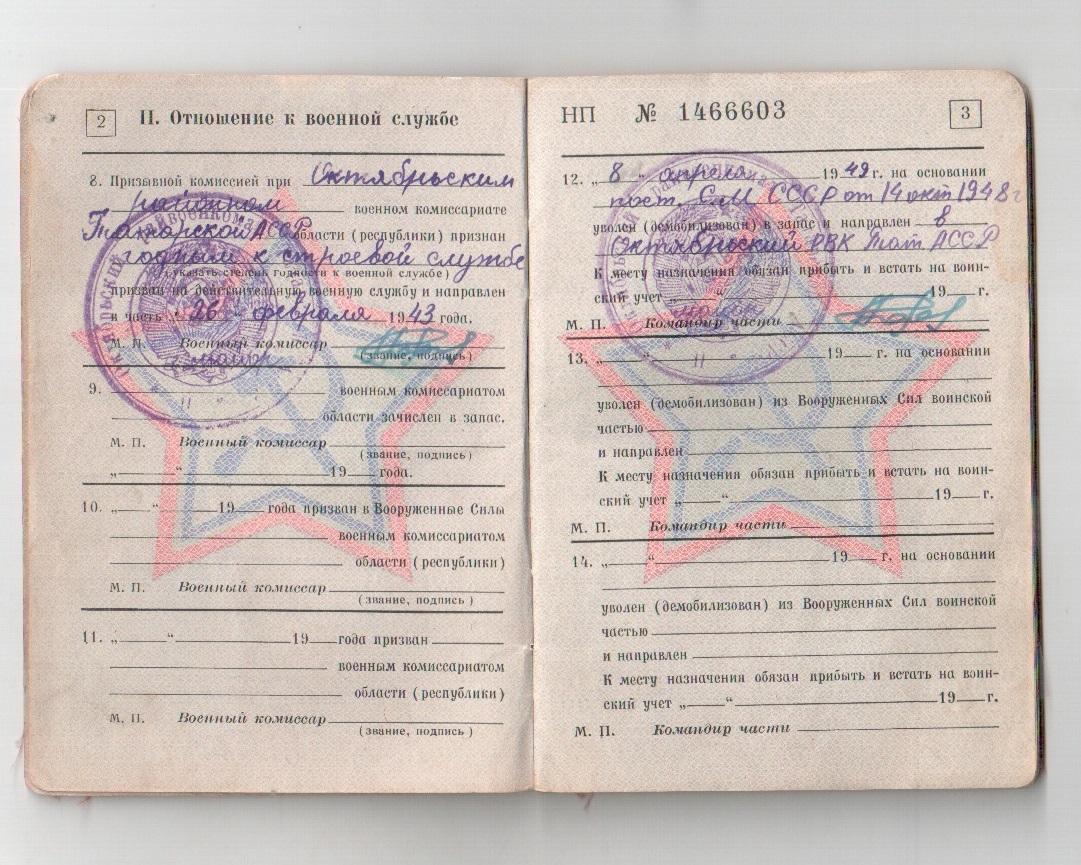 2 II. Отношение к военной службе
8. Призывной комиссией при Октябрьским
районном военном комиссариате
Татарской АССР области (республики) признан
годным к строевой службе
(указать степень годности к военной службе)
призван на действительную военную службу и направлен
в часть „26“ февраля 1943 года.
М. П. Военный комиссар
майор (звание, подпись)
9. военным комиссариатом
области зачислен в запас.
М. П. Военный комиссар
(звание, подпись)
„ “ 19 года.
10. „ “ 19 года призван в Вооруженные Силы
военным комиссариатом
области (республики)
М. П. Военный комиссар
(звание, подпись)
11. „ “ 19 года призван
военным комиссариатом
области (республики)
М. П. Военный комиссар
(звание, подпись)
НП № 1466603 3
12. „8“ апреля 1949 г. на основании
пост. СМ СССР от 14 окт 1948 г
уволен (демобилизован) в запас и направлен в
Октябрьский РВК Тат АССР
К месту назначения обязан прибыть и встать на воин-
ский учет „ “ 19 г.
М. П. Командир части
13. „ “ 19 г. на основании
уволен (демобилизован) из Вооруженных Сил воинской
частью
и направлен
К месту назначения обязан прибыть и встать на воин-
ский учет „ “ 19 г.
М. П. Командир части
14. „ “ 19 г. на основании
уволен (демобилизован) из Вооруженных Сил воинской
частью
и направлен
К месту назначения обязан прибыть и встать на воин-
ский учет „ “ 19 г.
М. П. Командир части